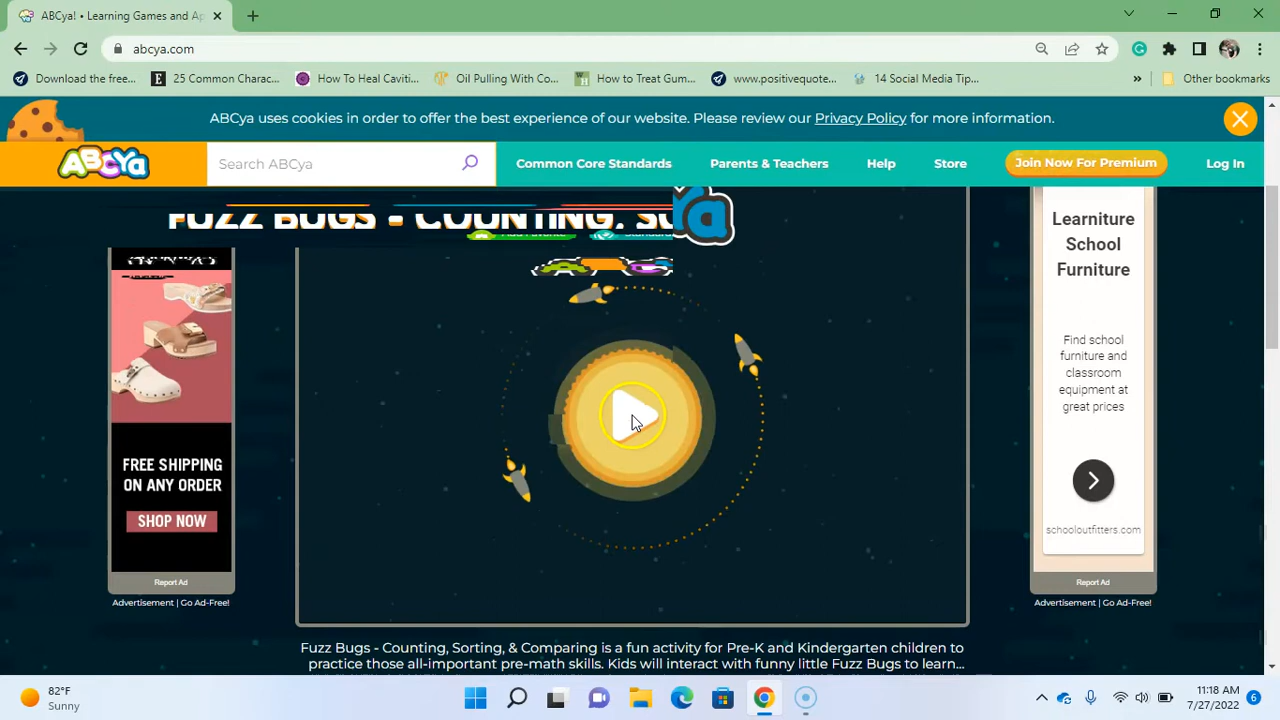 ABCya! • Learning Games and Ap
abcya.com
Download the free...
25 Common Charac...
How To Heal Caviti...
Oil Pulling With Co...
How to Treat Gum...
www.positivequote...
14 Social Media Tip...
»
Other bookmarks
ABCya uses cookies in order to offer the best experience of our website. Please review our Privacy Policy for more information.
ABCya
Search ABCya
Common Core Standards
Parents & Teachers
Help
Store
Join Now For Premium
Log In
FUZZ BUGS - COUNTING,
Learniture
School
Furniture
Find school
furniture and
classroom
equipment at
great prices
schooloutfitters.com
FREE SHIPPING
ON ANY ORDER
SHOP NOW
Report Ad
Report Ad
Advertisement | Go Ad-Free!
Advertisement | Go Ad-Free!
Fuzz Bugs - Counting, Sorting, & Comparing is a fun activity for Pre-K and Kindergarten children to
practice those all-important pre-math skills. Kids will interact with funny little Fuzz Bugs to learn...
82°F
Sunny
11:18 AM
7/27/2022
6